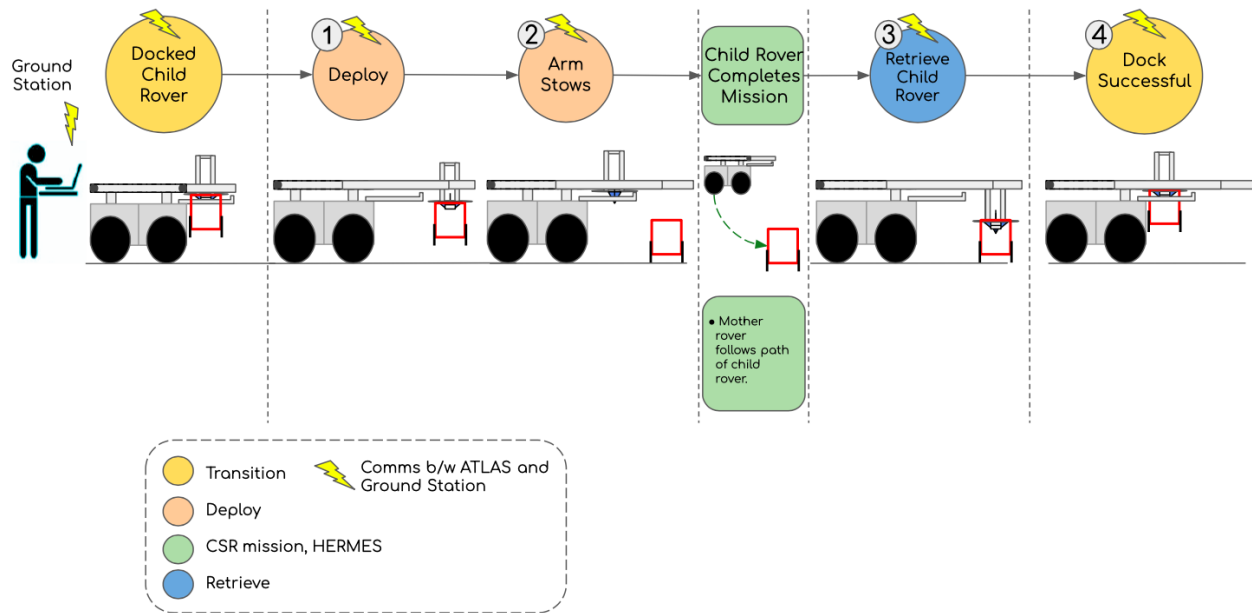 Ground
Station
Docked
Child
Rover
1
Deploy
2
Arm
Stows
Child Rover
Completes
Mission
3
Retrieve
Child
Rover
4
Dock
Successful
● Mother
rover
follows path
of child
rover.
Transition
Comms b/w ATLAS and
Ground Station
Deploy
CSR mission, HERMES
Retrieve